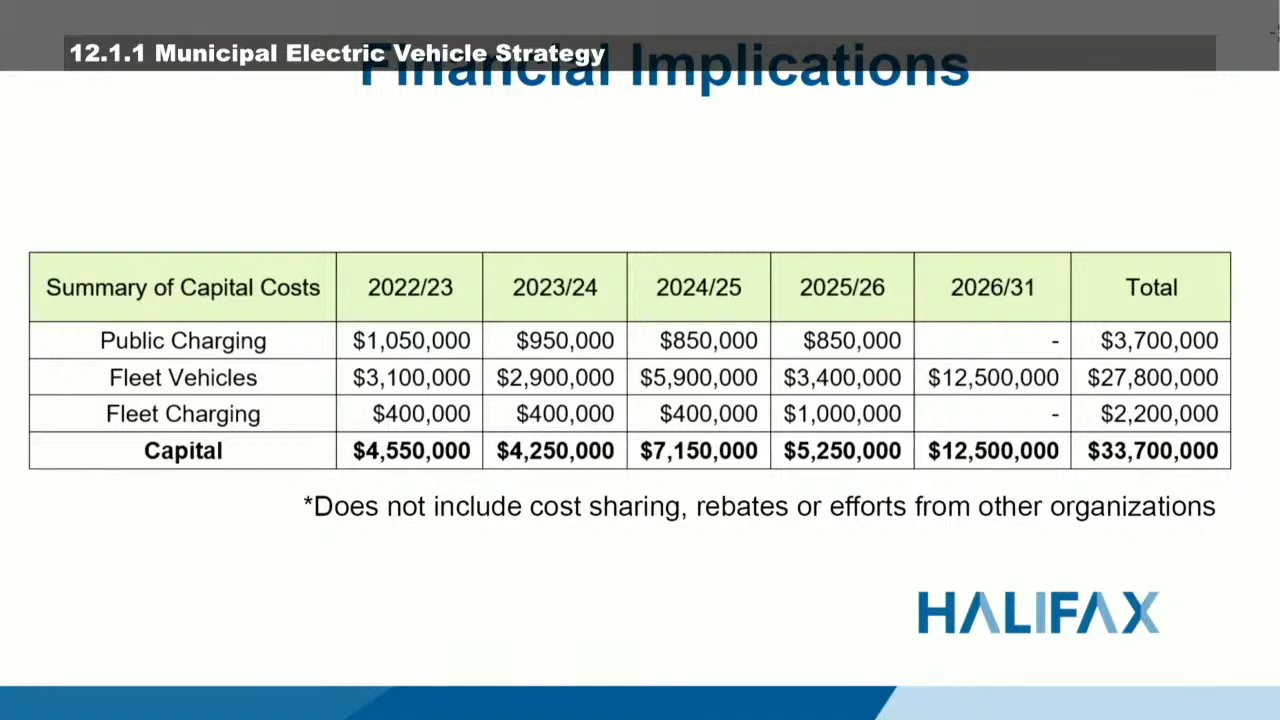 12.1.1 Municipal Electric Vehicle Strategy
Financial Implications
Summary of Capital Costs 2022/23 2023/24 2024/25 2025/26 2026/31 Total
Public Charging $1,050,000 $950,000 $850,000 $850,000 - $3,700,000
Fleet Vehicles $3,100,000 $2,900,000 $5,900,000 $3,400,000 $12,500,000 $27,800,000
Fleet Charging $400,000 $400,000 $400,000 $1,000,000 - $2,200,000
Capital $4,550,000 $4,250,000 $7,150,000 $5,250,000 $12,500,000 $33,700,000
*Does not include cost sharing, rebates or efforts from other organizations
HALIFAX